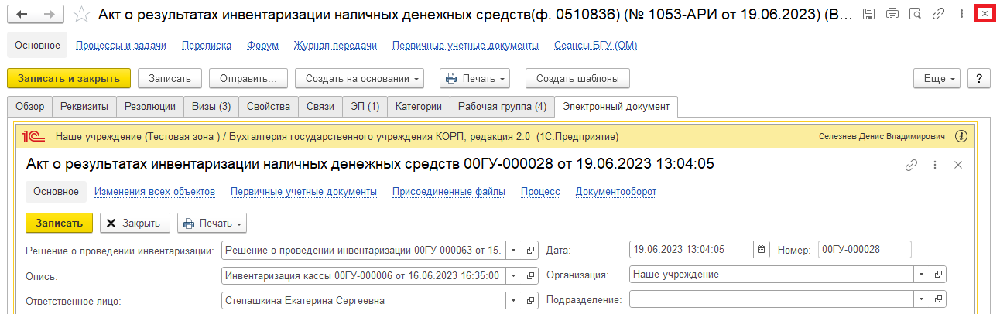 Акт о результатах инвентаризации наличных денежных средств(ф. 0510836) (№ 1053-АРИ от 19.06.2023) (В...
Основное Процессы и задачи Переписка Форум Журнал передачи Первичные учетные документы Сеансы БГУ (ОМ)
Записать и закрыть Записать Отправить... Создать на основании Печать Создать шаблоны Еще ?
Обзор Реквизиты Резолюции Визы (3) Свойства Связи ЭП (1) Категории Рабочая группа (4) Электронный документ
1С Наше учреждение (Тестовая зона ) / Бухгалтерия государственного учреждения КОРП, редакция 2.0 (1С:Предприятие) Селезнев Денис Владимирович
Акт о результатах инвентаризации наличных денежных средств 00ГУ-000028 от 19.06.2023 13:04:05
Основное Изменения всех объектов Первичные учетные документы Присоединенные файлы Процесс Документооборот
Записать Закрыть Печать
Решение о проведении инвентаризации: Решение о проведении инвентаризации 00ГУ-000063 от 15. Дата: 19.06.2023 13:04:05 Номер: 00ГУ-000028
Опись: Инвентаризация кассы 00ГУ-000006 от 16.06.2023 16:35:00 Организация: Наше учреждение
Ответственное лицо: Степашкина Екатерина Сергеевна Подразделение: